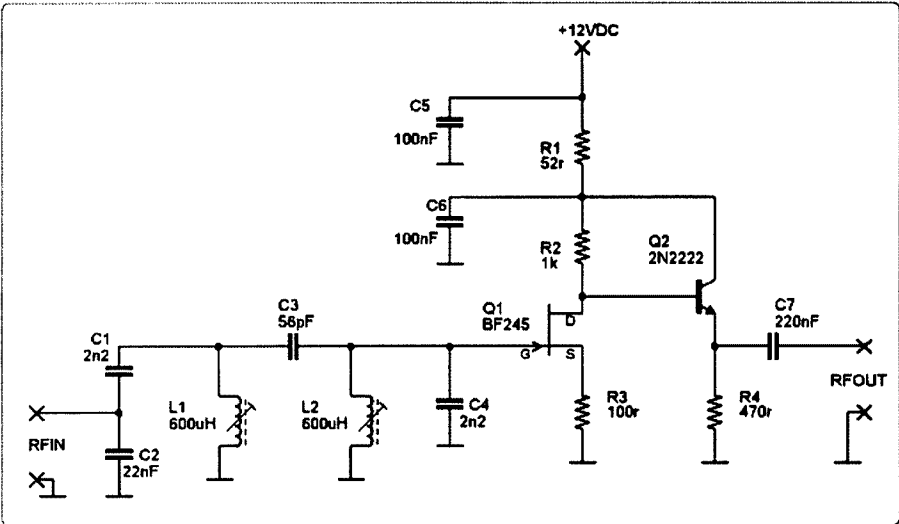 +12VDC
C5
100nF
R1
52r
C6
100nF
R2
1k
Q2
2N2222
C3
56pF
Q1
BF245
D
G
S
C7
220nF
C1
2n2
RFIN
C2
22nF
L1
600uH
L2
600uH
C4
2n2
R3
100r
R4
470r
RFOUT